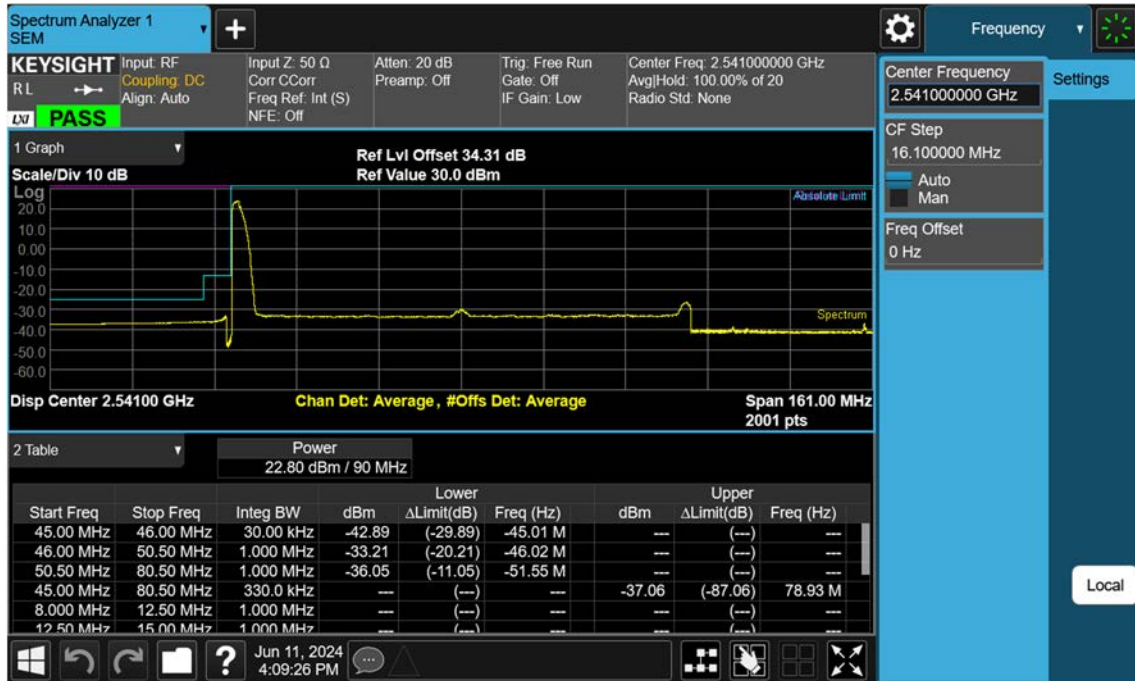 Spectrum Analyzer 1
SEM
+
Frequency
KEYSIGHT
RL
LXI PASS
Input: RF
Coupling: DC
Align: Auto
Input Z: 50 Ω
Corr CCorr
Freq Ref: Int (S)
NFE: Off
Atten: 20 dB
Preamp: Off
Trig: Free Run
Gate: Off
IF Gain: Low
Center Freq: 2.541000000 GHz
Avg|Hold: 100.00% of 20
Radio Std: None
Center Frequency
2.541000000 GHz
Settings
CF Step
16.100000 MHz
Auto
Man
Freq Offset
0 Hz
Local
1 Graph
Scale/Div 10 dB
Ref Lvl Offset 34.31 dB
Ref Value 30.0 dBm
Log
Absolute Limit
20.0
10.0
0.00
-10.0
-20.0
-30.0
-40.0
-50.0
-60.0
Spectrum
Disp Center 2.54100 GHz
Chan Det: Average, #Offs Det: Average
Span 161.00 MHz
2001 pts
2 Table
Power
22.80 dBm / 90 MHz
Lower Upper
Start Freq Stop Freq Integ BW dBm ΔLimit(dB) Freq (Hz) dBm ΔLimit(dB) Freq (Hz)
45.00 MHz 46.00 MHz 30.00 kHz -42.89 (-29.89) -45.01 M --- (---) ---
46.00 MHz 50.50 MHz 1.000 MHz -33.21 (-20.21) -46.02 M --- (---) ---
50.50 MHz 80.50 MHz 1.000 MHz -36.05 (-11.05) -51.55 M --- (---) ---
45.00 MHz 80.50 MHz 330.0 kHz --- (---) --- -37.06 (-87.06) 78.93 M
8.000 MHz 12.50 MHz 1.000 MHz --- (---) --- --- (---) ---
12.50 MHz 15.00 MHz 1.000 MHz --- (---) --- --- (---) ---
?
Jun 11, 2024
4:09:26 PM